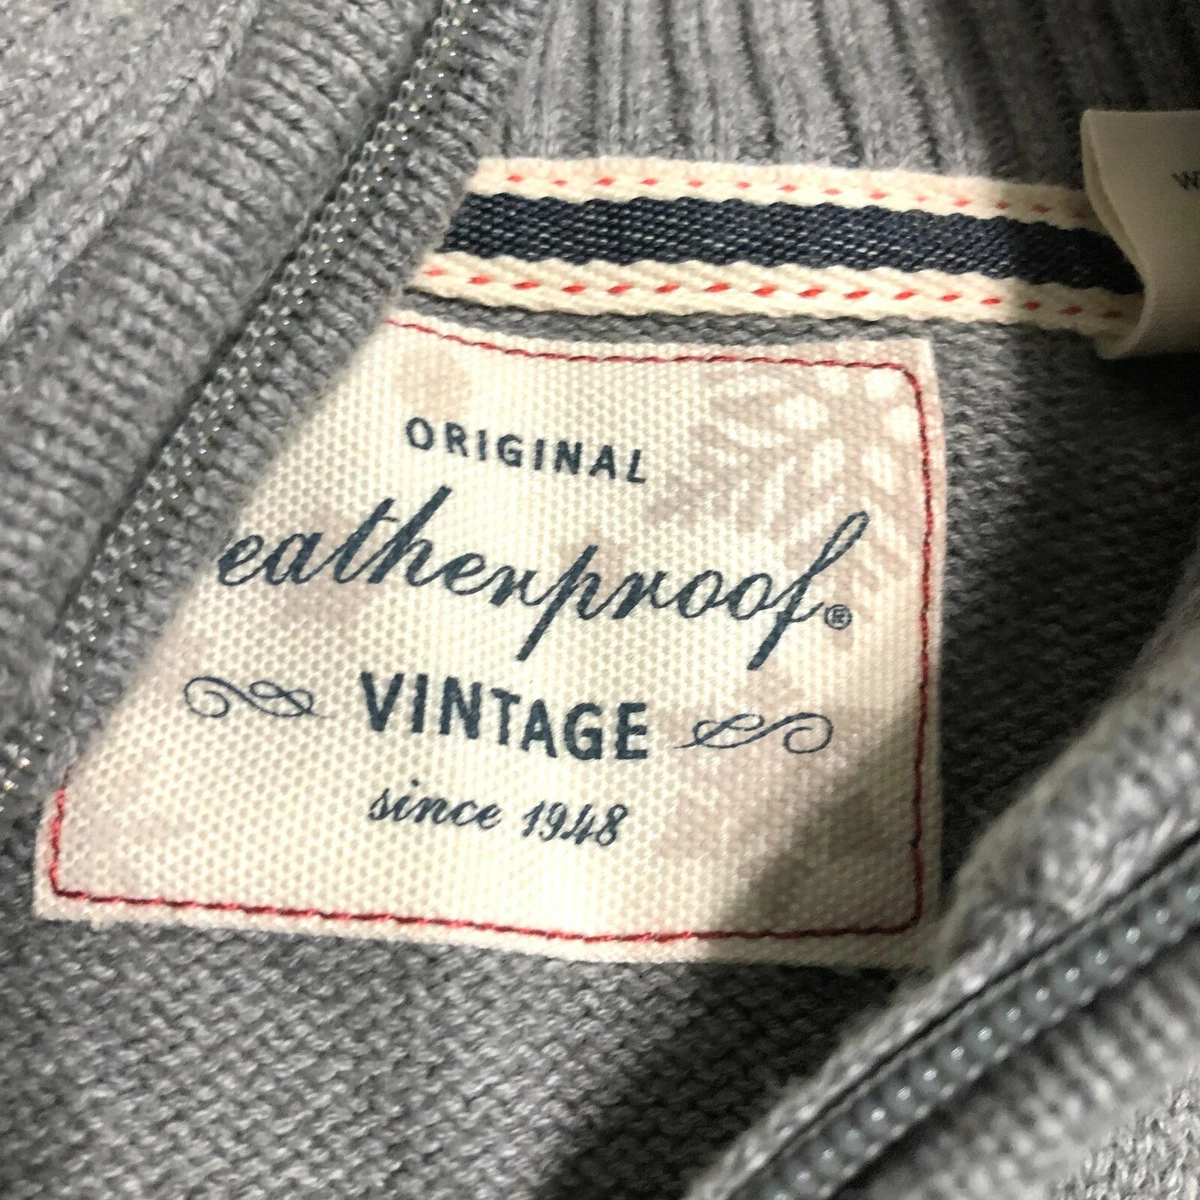 ORIGINAL
eatherproof®
VINTAGE
since 1948